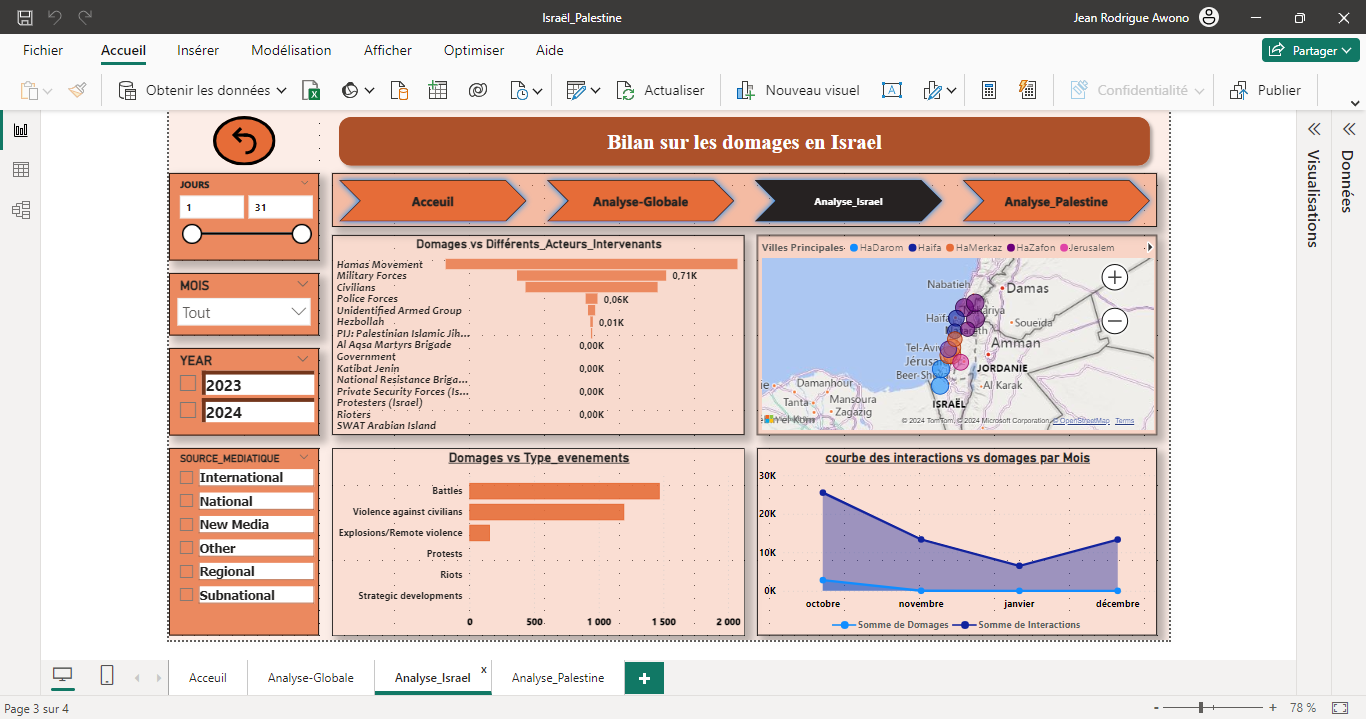 Israël_Palestine
Jean Rodrigue Awono
Fichier
Accueil
Insérer
Modélisation
Afficher
Optimiser
Aide
Partager
Obtenir les données
Actualiser
Nouveau visuel
Confidentialité
Publier
Bilan sur les domages en Israel
JOURS
1
31
Acceuil
Analyse-Globale
Analyse_Israel
Analyse_Palestine
MOIS
Tout
YEAR
2023
2024
SOURCE_MEDIATIQUE
International
National
New Media
Other
Regional
Subnational
Domages vs Différents_Acteurs_Intervenants
Hamas Movement
Military Forces
0,71K
Civilians
Police Forces
0,06K
Unidentified Armed Group
Hezbollah
0,01K
PIJ: Palestinian Islamic Jih...
Al Aqsa Martyrs Brigade
0,00K
Government
Katibat Jenin
0,00K
National Resistance Briga...
Private Security Forces (Is...
0,00K
Protesters (Israel)
Rioters
0,00K
SWAT Arabian Island
Villes Principales
HaDarom
Haifa
HaMerkaz
HaZafon
Jerusalem
Nabatieh
Damas
Haïfa
Soueida
Tel-Aviv
Amman
Jérusa
Beer-She
JORDANIE
Damanhour
Al Karak
Tanta
Mansoura
Zagazig
ISRAËL
© 2024 TomTom, © 2024 Microsoft Corporation, © OpenStreetMap
Terms
Domages vs Type_evenements
Battles
Violence against civilians
Explosions/Remote violence
Protests
Riots
Strategic developments
0
500
1 000
1 500
2 000
courbe des interactions vs domages par Mois
30K
20K
10K
0K
octobre
novembre
janvier
décembre
Somme de Domages
Somme de Interactions
Visualisations
Données
Acceuil
Analyse-Globale
Analyse_Israel
x
Analyse_Palestine
Page 3 sur 4
78 %